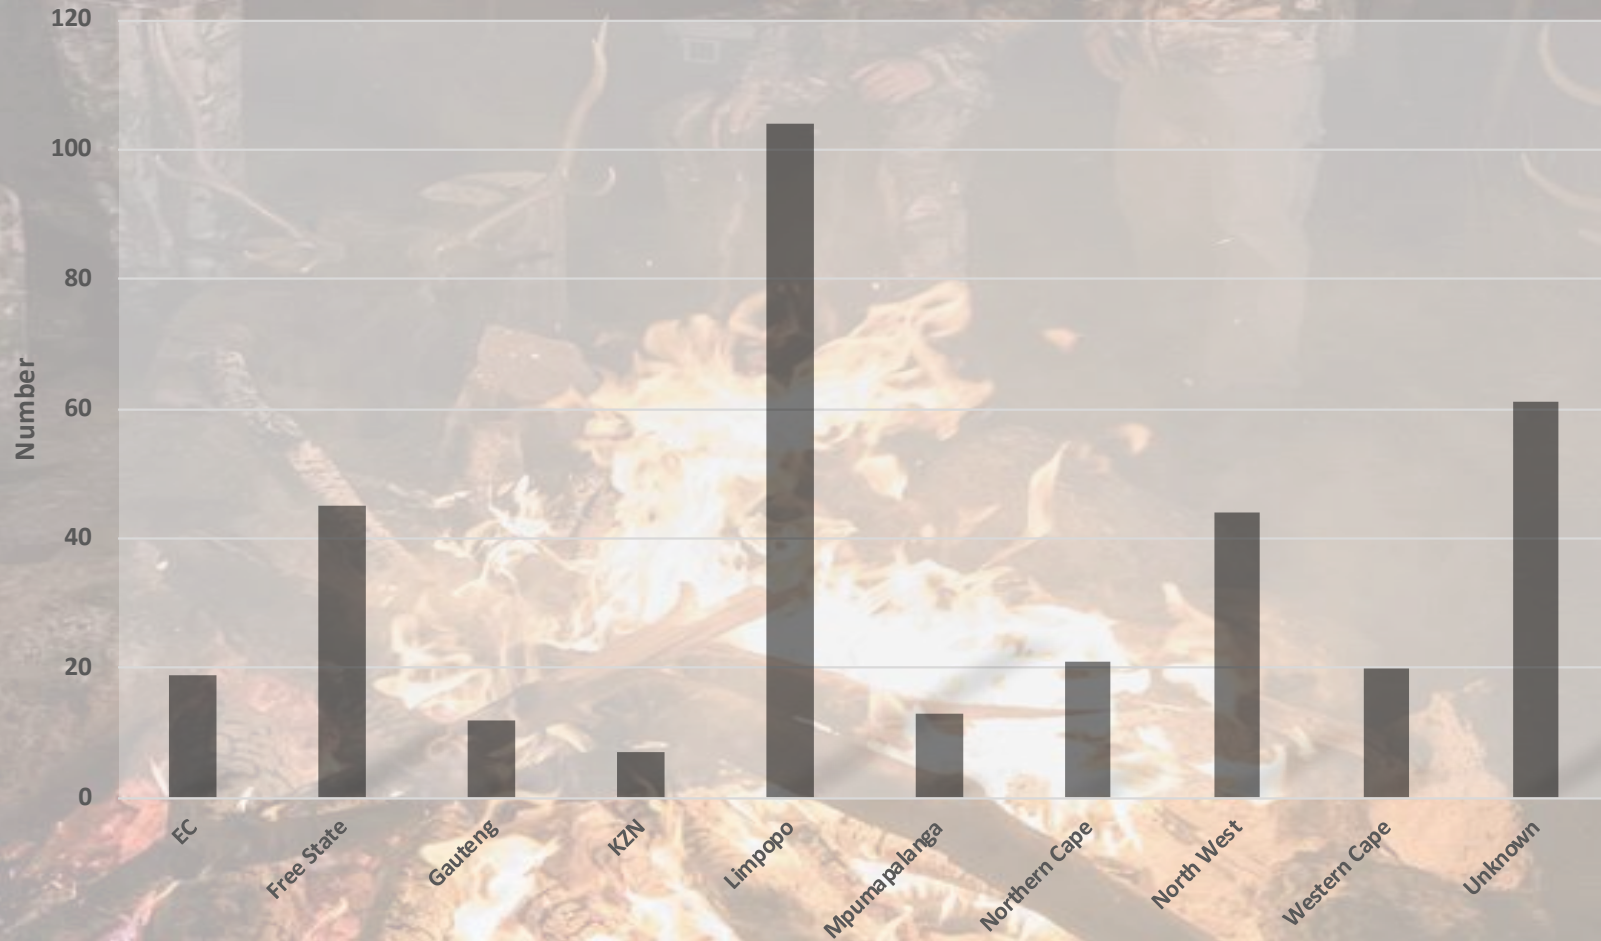 120
100
80
60
40
20
0
Number
EC
Free State
Gauteng
KZN
Limpopo
Mpumapalanga
Northern Cape
North West
Western Cape
Unknown